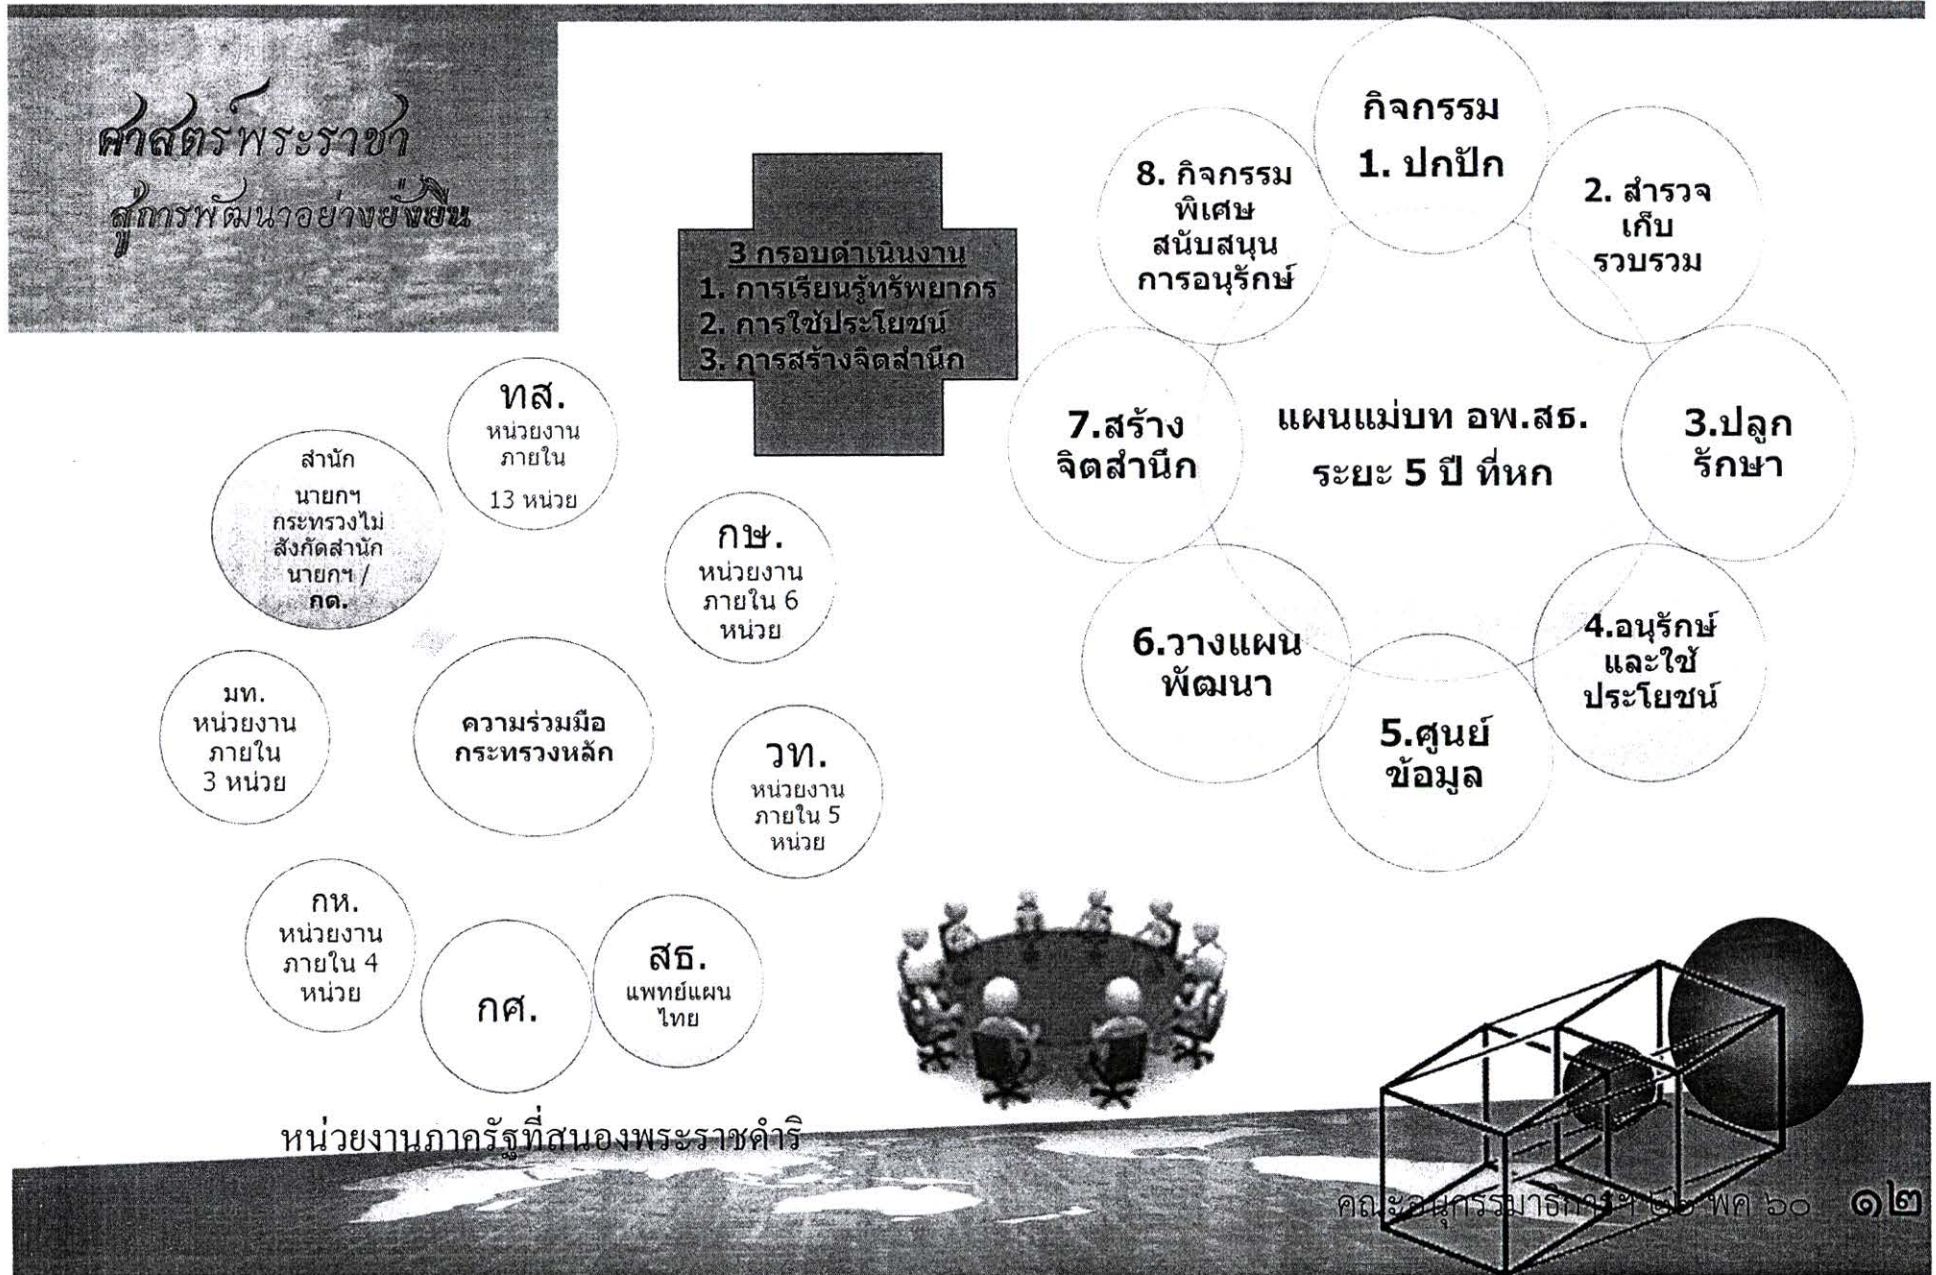 ศาสตร์พระราชา
สู่การพัฒนาอย่างยั่งยืน
3 กรอบดำเนินงาน
1. การเรียนรู้ทรัพยากร
2. การใช้ประโยชน์
3. การสร้างจิตสำนึก
กิจกรรม
1. ปกปัก
2. สำรวจ
เก็บ
รวบรวม
3.ปลูก
รักษา
4.อนุรักษ์
และใช้
ประโยชน์
5.ศูนย์
ข้อมูล
6.วางแผน
พัฒนา
7.สร้าง
จิตสำนึก
8. กิจกรรม
พิเศษ
สนับสนุน
การอนุรักษ์
แผนแม่บท อพ.สธ.
ระยะ 5 ปี ที่หก
ทส.
หน่วยงาน
ภายใน
13 หน่วย
สำนัก
นายกฯ
กระทรวงไม่
สังกัดสำนัก
นายกฯ /
กต.
กษ.
หน่วยงาน
ภายใน 6
หน่วย
มท.
หน่วยงาน
ภายใน
3 หน่วย
ความร่วมมือ
กระทรวงหลัก
วท.
หน่วยงาน
ภายใน 5
หน่วย
กห.
หน่วยงาน
ภายใน 4
หน่วย
กศ.
สธ.
แพทย์แผน
ไทย
หน่วยงานภาครัฐที่สนองพระราชดำริ
คณะอนุกรรมาธิการฯ พค ๖๐
๑๒